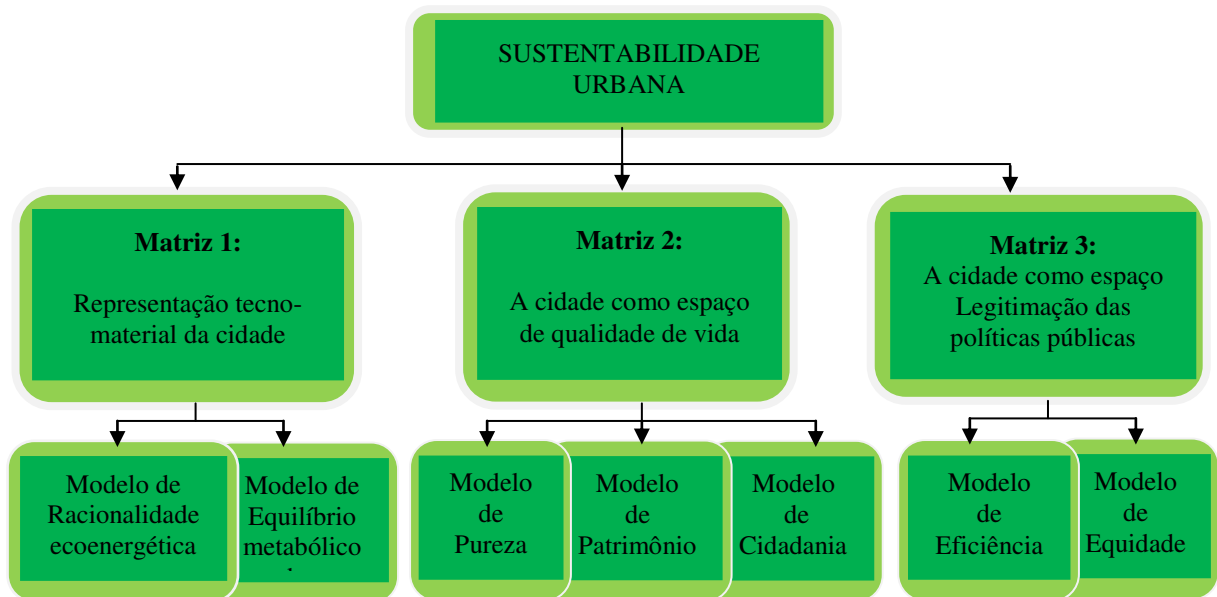 SUSTENTABILIDADE
URBANA
Matriz 1:
Representação tecno-
material da cidade
Matriz 2:
A cidade como espaço
de qualidade de vida
Matriz 3:
A cidade como espaço
Legitimação das
políticas públicas
Modelo de
Racionalidade
ecoenergética
Modelo de
Equilíbrio
metabólico
Modelo
de
Pureza
Modelo
de
Patrimônio
Modelo
de
Cidadania
Modelo
de
Eficiência
Modelo
de
Equidade